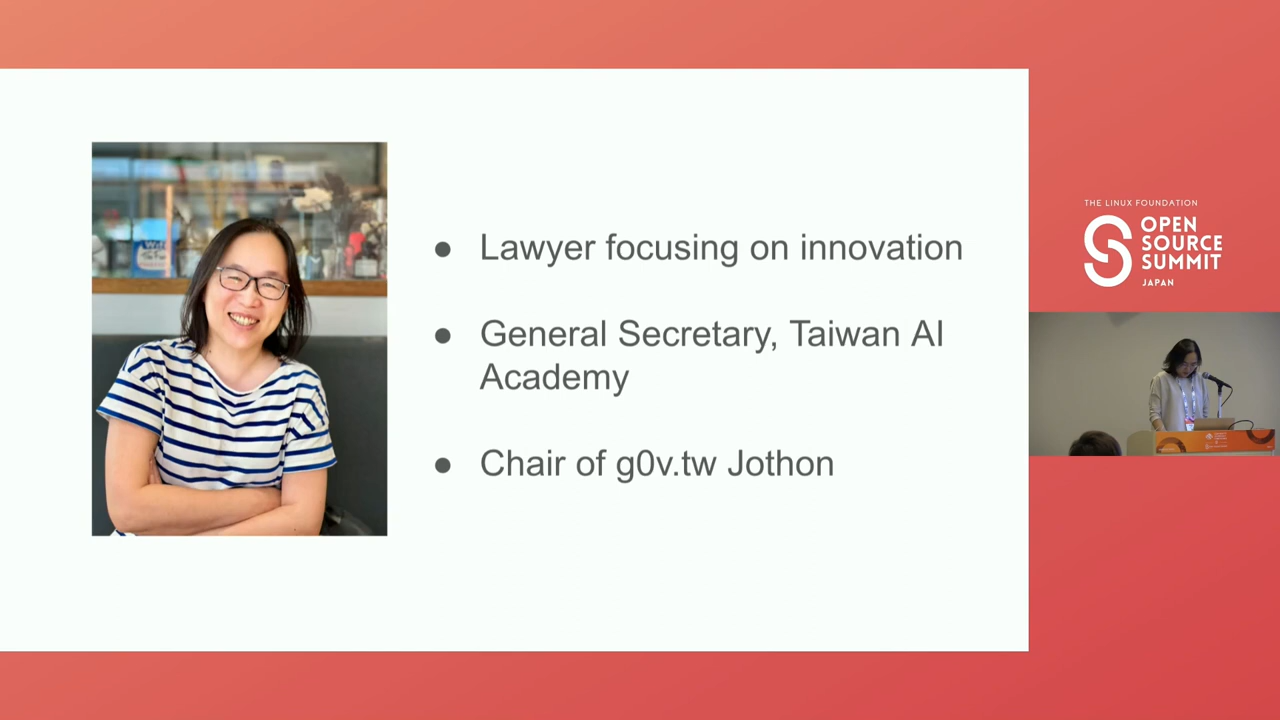 ● Lawyer focusing on innovation
● General Secretary, Taiwan AI
Academy
● Chair of g0v.tw Jothon
THE LINUX FOUNDATION
OPEN
SOURCE
SUMMIT
JAPAN